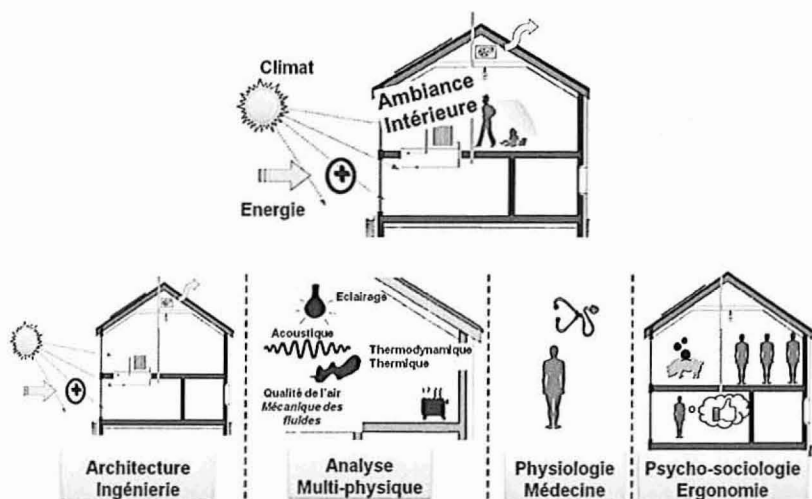 Climat
Ambiance
Intérieure
Energie
Eclairage
Acoustique
Thermodynamique
Thermique
Qualité de l'air
Mécanique des
fluides
Architecture
Ingénierie
Analyse
Multi-physique
Physiologie
Médecine
Psycho-sociologie
Ergonomie